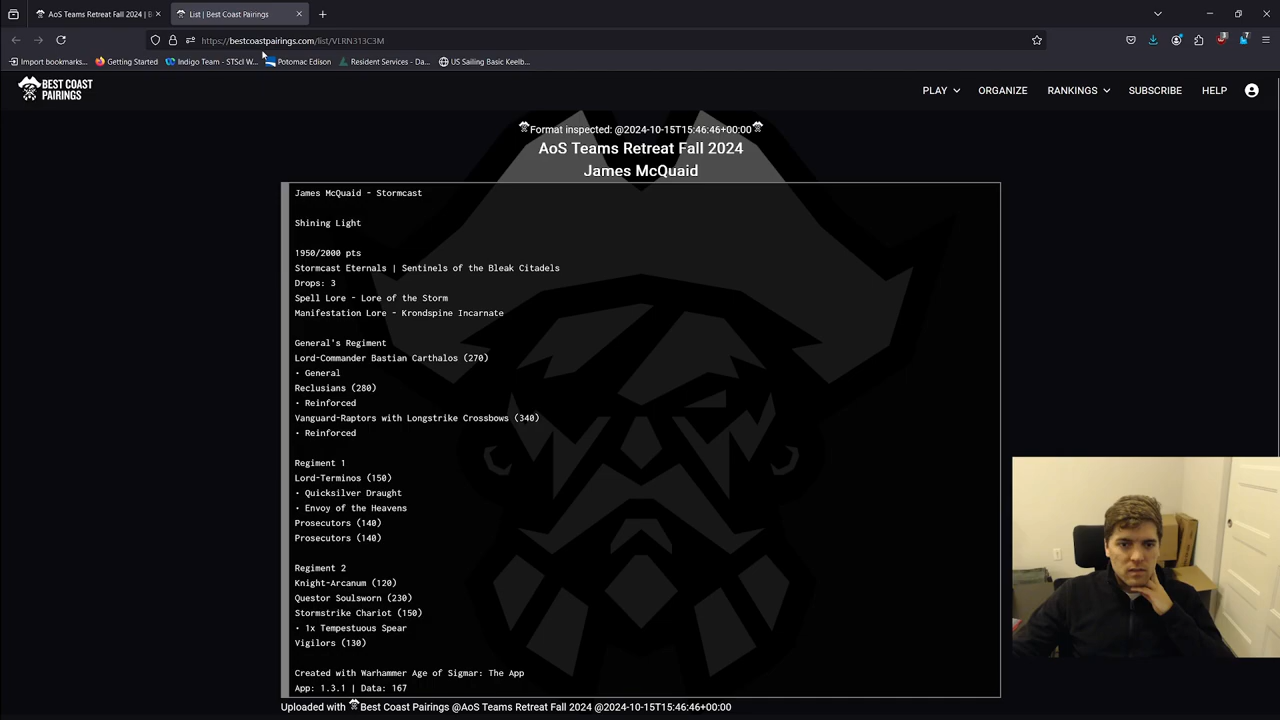 AoS Teams Retreat Fall 2024 | B
List | Best Coast Pairings
https://bestcoastpairings.com/list/VLRN313C3M
Import bookmarks...
Getting Started
Indigo Team - STScI W...
Potomac Edison
Resident Services - Da...
US Sailing Basic Keelb...
BEST COAST
PAIRINGS
PLAY
ORGANIZE
RANKINGS
SUBSCRIBE
HELP
Format inspected: @2024-10-15T15:46:46+00:00
AoS Teams Retreat Fall 2024
James McQuaid
James McQuaid - Stormcast
Shining Light
1950/2000 pts
Stormcast Eternals | Sentinels of the Bleak Citadels
Drops: 3
Spell Lore - Lore of the Storm
Manifestation Lore - Krondspine Incarnate
General's Regiment
Lord-Commander Bastian Carthalos (270)
• General
Reclusians (280)
• Reinforced
Vanguard-Raptors with Longstrike Crossbows (340)
• Reinforced
Regiment 1
Lord-Terminos (150)
• Quicksilver Draught
• Envoy of the Heavens
Prosecutors (140)
Prosecutors (140)
Regiment 2
Knight-Arcanum (120)
Questor Soulsworn (230)
Stormstrike Chariot (150)
• 1x Tempestuous Spear
Vigilors (130)
Created with Warhammer Age of Sigmar: The App
App: 1.3.1 | Data: 167
Uploaded with Best Coast Pairings @AoS Teams Retreat Fall 2024 @2024-10-15T15:46:46+00:00